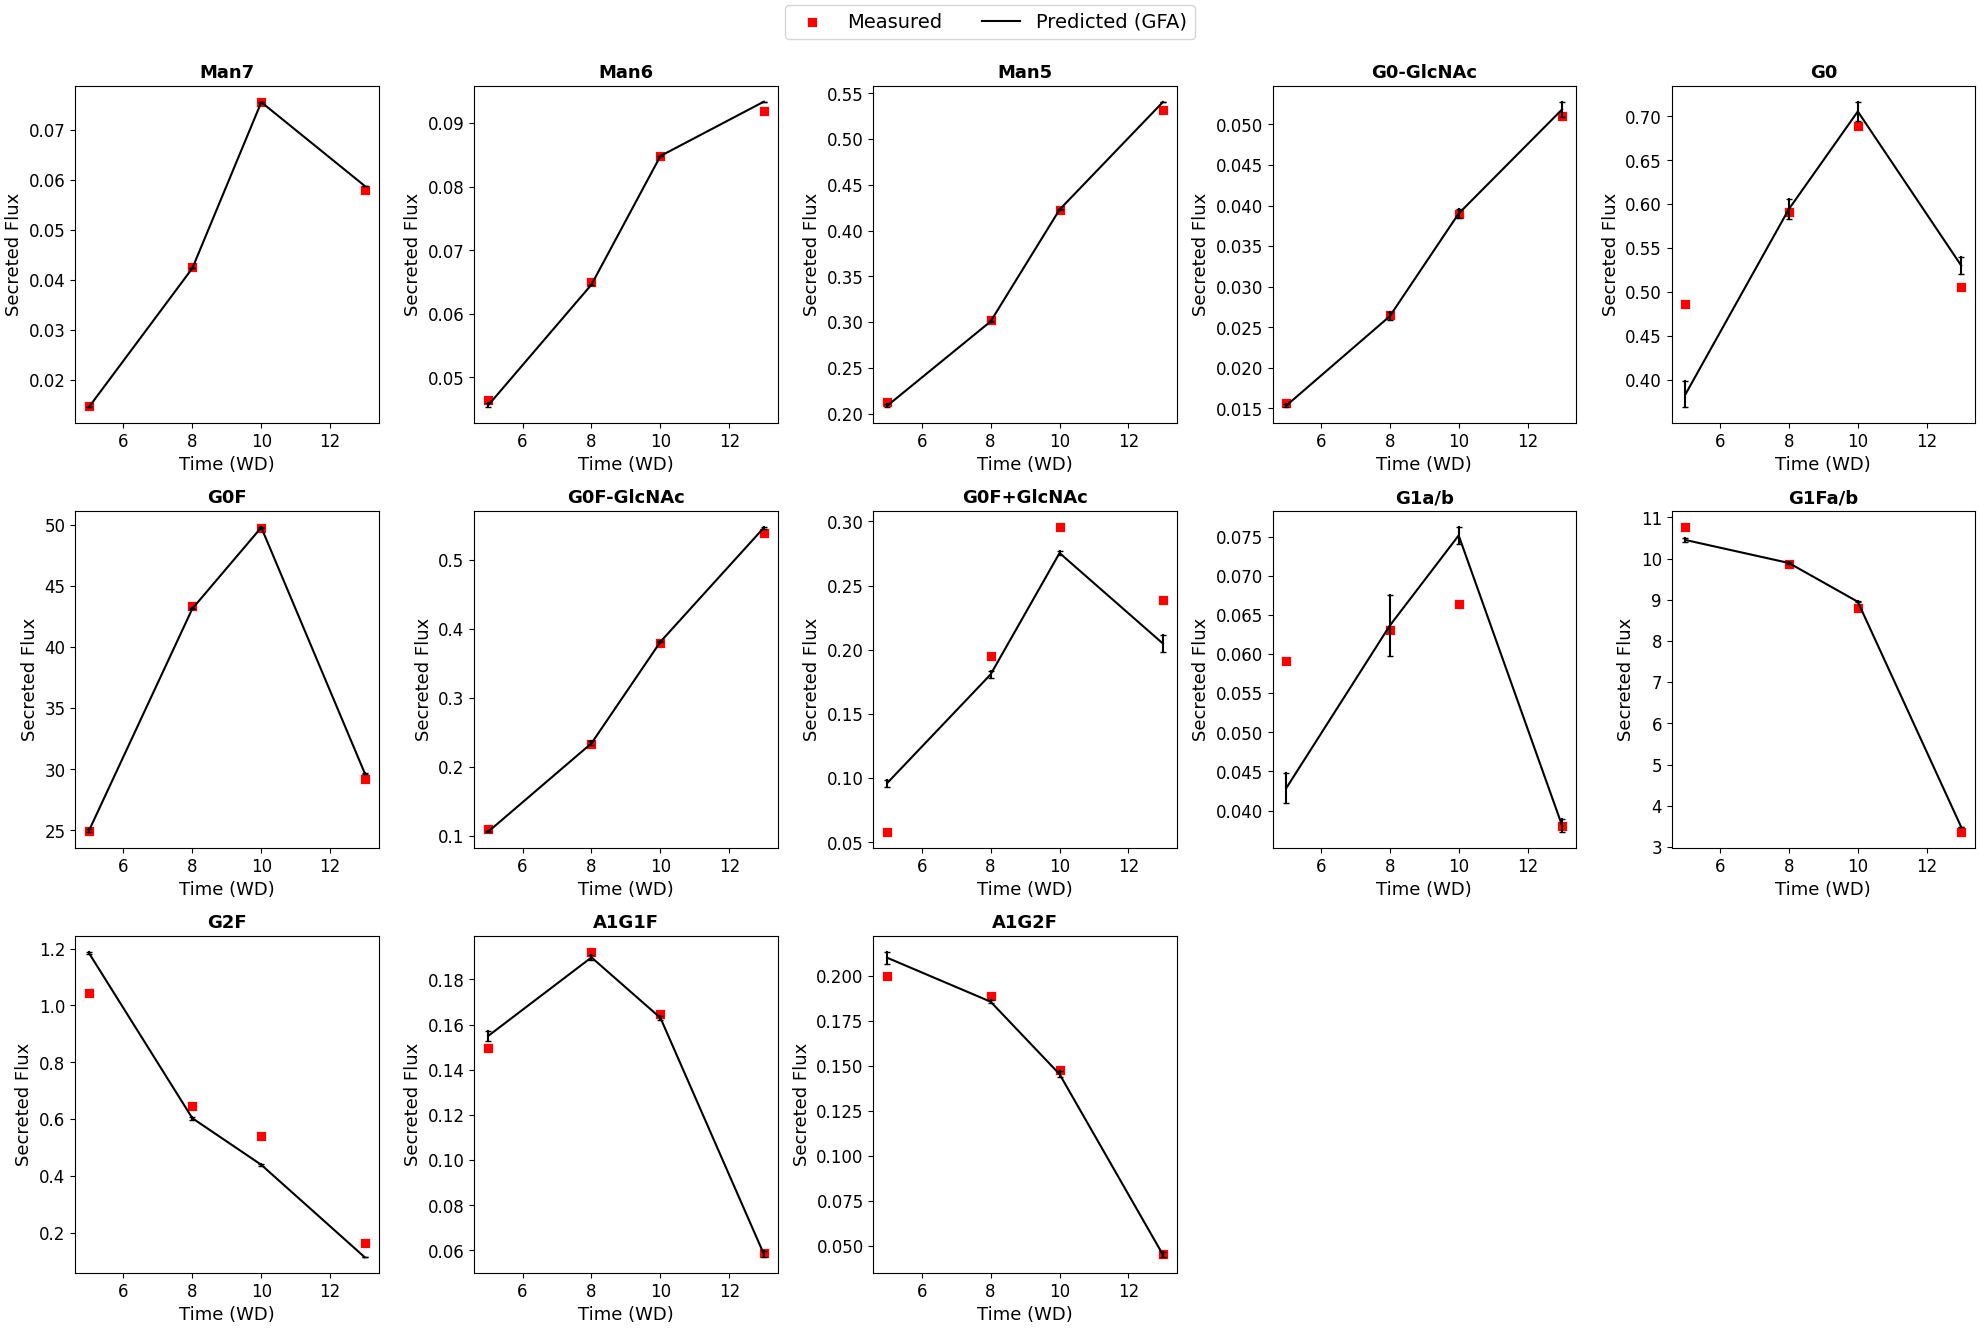 Measured Predicted (GFA)
Man7 Man6 Man5 G0-GlcNAc G0
Secreted Flux Secreted Flux Secreted Flux Secreted Flux Secreted Flux
0.07 0.06 0.05 0.04 0.03 0.02
0.09 0.08 0.07 0.06 0.05
0.55 0.50 0.45 0.40 0.35 0.30 0.25 0.20
0.050 0.045 0.040 0.035 0.030 0.025 0.020 0.015
0.70 0.65 0.60 0.55 0.50 0.45 0.40
6 8 10 12 6 8 10 12 6 8 10 12 6 8 10 12 6 8 10 12
Time (WD) Time (WD) Time (WD) Time (WD) Time (WD)
G0F G0F-GlcNAc G0F+GlcNAc G1a/b G1Fa/b
Secreted Flux Secreted Flux Secreted Flux Secreted Flux Secreted Flux
50 45 40 35 30 25
0.5 0.4 0.3 0.2 0.1
0.30 0.25 0.20 0.15 0.10 0.05
0.075 0.070 0.065 0.060 0.055 0.050 0.045 0.040
11 10 9 8 7 6 5 4 3
6 8 10 12 6 8 10 12 6 8 10 12 6 8 10 12 6 8 10 12
Time (WD) Time (WD) Time (WD) Time (WD) Time (WD)
G2F A1G1F A1G2F
Secreted Flux Secreted Flux Secreted Flux
1.2 1.0 0.8 0.6 0.4 0.2
0.18 0.16 0.14 0.12 0.10 0.08 0.06
0.200 0.175 0.150 0.125 0.100 0.075 0.050
6 8 10 12 6 8 10 12 6 8 10 12
Time (WD) Time (WD) Time (WD)